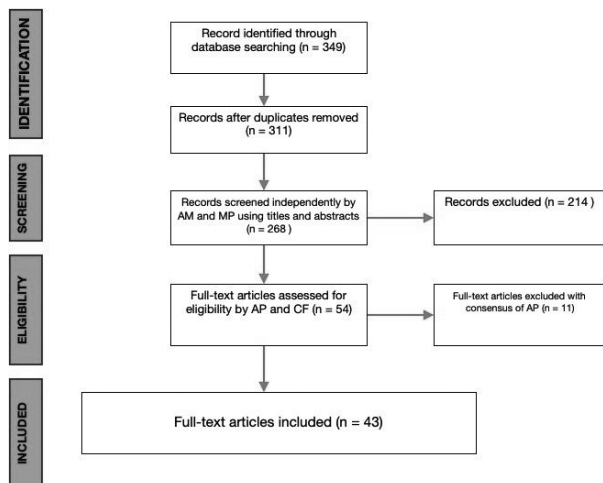 IDENTIFICATION
Record identified through
database searching (n = 349)
Records after duplicates removed
(n = 311)
SCREENING
Records screened independently by
AM and MP using titles and abstracts
(n = 268 )
Records excluded (n = 214 )
ELIGIBILITY
Full-text articles assessed for
eligibility by AP and CF (n = 54)
Full-text articles excluded with
consensus of AP (n = 11)
INCLUDED
Full-text articles included (n = 43)